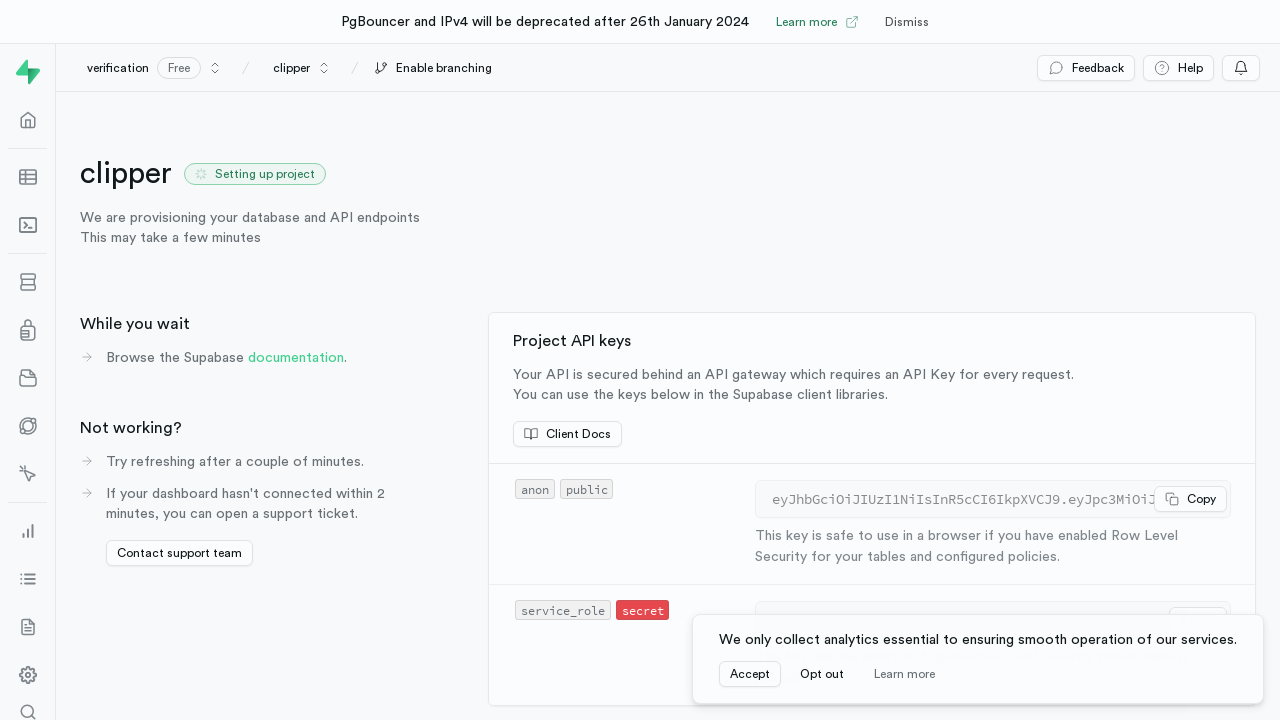 PgBouncer and IPv4 will be deprecated after 26th January 2024
Learn more
Dismiss
verification
Free
/
clipper
/
Enable branching
Feedback
Help
clipper
Setting up project
We are provisioning your database and API endpoints
This may take a few minutes
While you wait
Browse the Supabase documentation.
Not working?
Try refreshing after a couple of minutes.
If your dashboard hasn't connected within 2
minutes, you can open a support ticket.
Contact support team
Project API keys
Your API is secured behind an API gateway which requires an API Key for every request.
You can use the keys below in the Supabase client libraries.
Client Docs
anon
public
eyJhbGciOiJIUzI1NiIsInR5cCI6IkpXVCJ9.eyJpc3MiOiJ
Copy
This key is safe to use in a browser if you have enabled Row Level
Security for your tables and configured policies.
service_role
secret
We only collect analytics essential to ensuring smooth operation of our services.
Accept
Opt out
Learn more